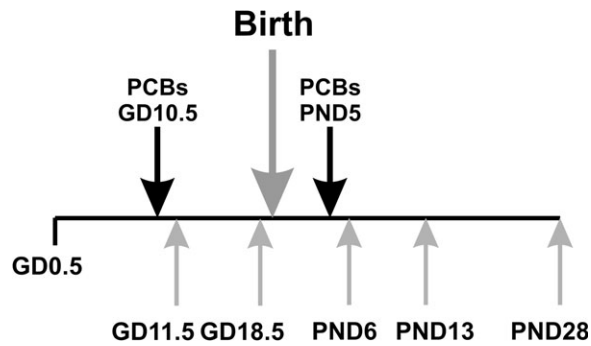 Birth
PCBs
GD10.5
PCBs
PND5
GD0.5
GD11.5
GD18.5
PND6
PND13
PND28